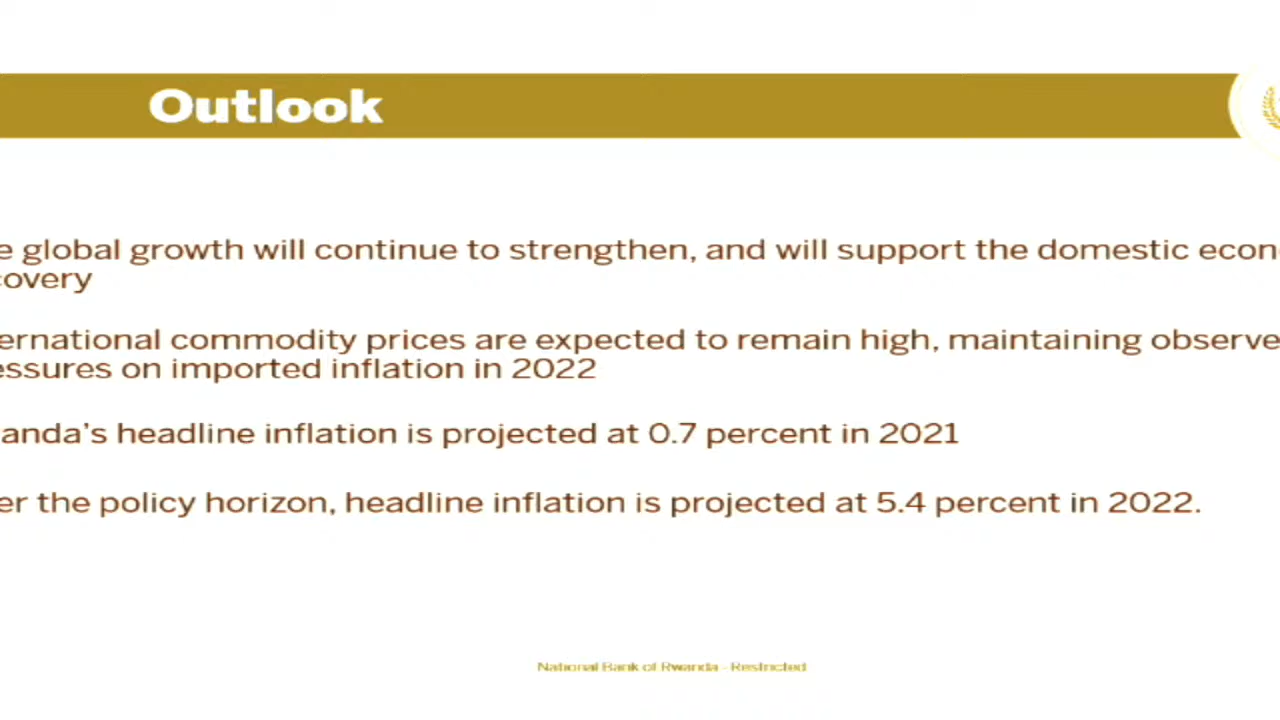 Outlook
e global growth will continue to strengthen, and will support the domestic econ
covery
ernational commodity prices are expected to remain high, maintaining observe
essures on imported inflation in 2022
anda's headline inflation is projected at 0.7 percent in 2021
er the policy horizon, headline inflation is projected at 5.4 percent in 2022.
National Bank of Rwanda - Restricted